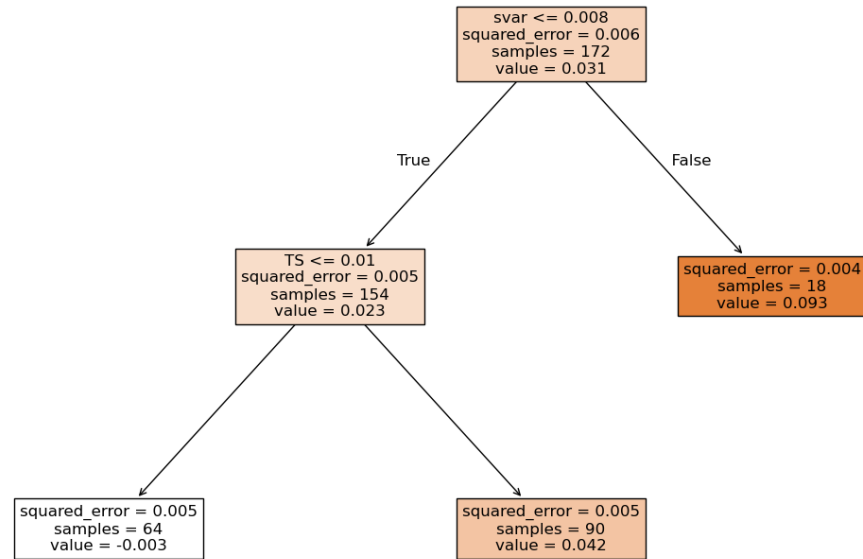 svar <= 0.008
squared_error = 0.006
samples = 172
value = 0.031
True
False
TS <= 0.01
squared_error = 0.005
samples = 154
value = 0.023
squared_error = 0.004
samples = 18
value = 0.093
squared_error = 0.005
samples = 64
value = -0.003
squared_error = 0.005
samples = 90
value = 0.042